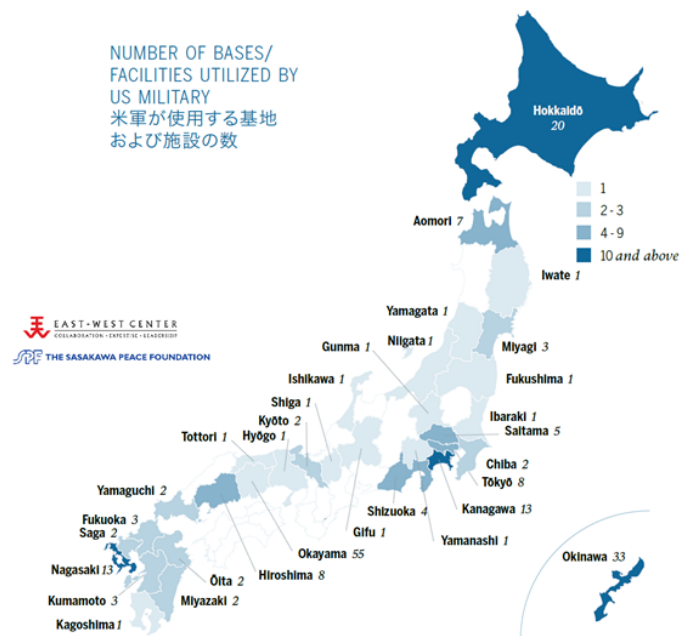 NUMBER OF BASES/
FACILITIES UTILIZED BY
US MILITARY
米軍が使用する基地
および施設の数
Hokkaidō
20
1
2-3
4-9
10 and above
Aomori 7
Iwate 1
Yamagata 1
Niigata 1
Miyagi 3
Gunma 1
Fukushima 1
EAST-WEST CENTER
COLLABORATION • EXPERTISE • LEADERSHIP
SPF THE SASAKAWA PEACE FOUNDATION
Ishikawa 1
Shiga 1
Ibaraki 1
Kyōto 2
Saitama 5
Tottori 1
Hyōgo 1
Chiba 2
Tōkyō 8
Yamaguchi 2
Shizuoka 4
Kanagawa 13
Fukuoka 3
Saga 2
Gifu 1
Yamanashi 1
Okayama 55
Okinawa 33
Nagasaki 13
Ōita 2
Hiroshima 8
Kumamoto 3
Miyazaki 2
Kagoshima 1